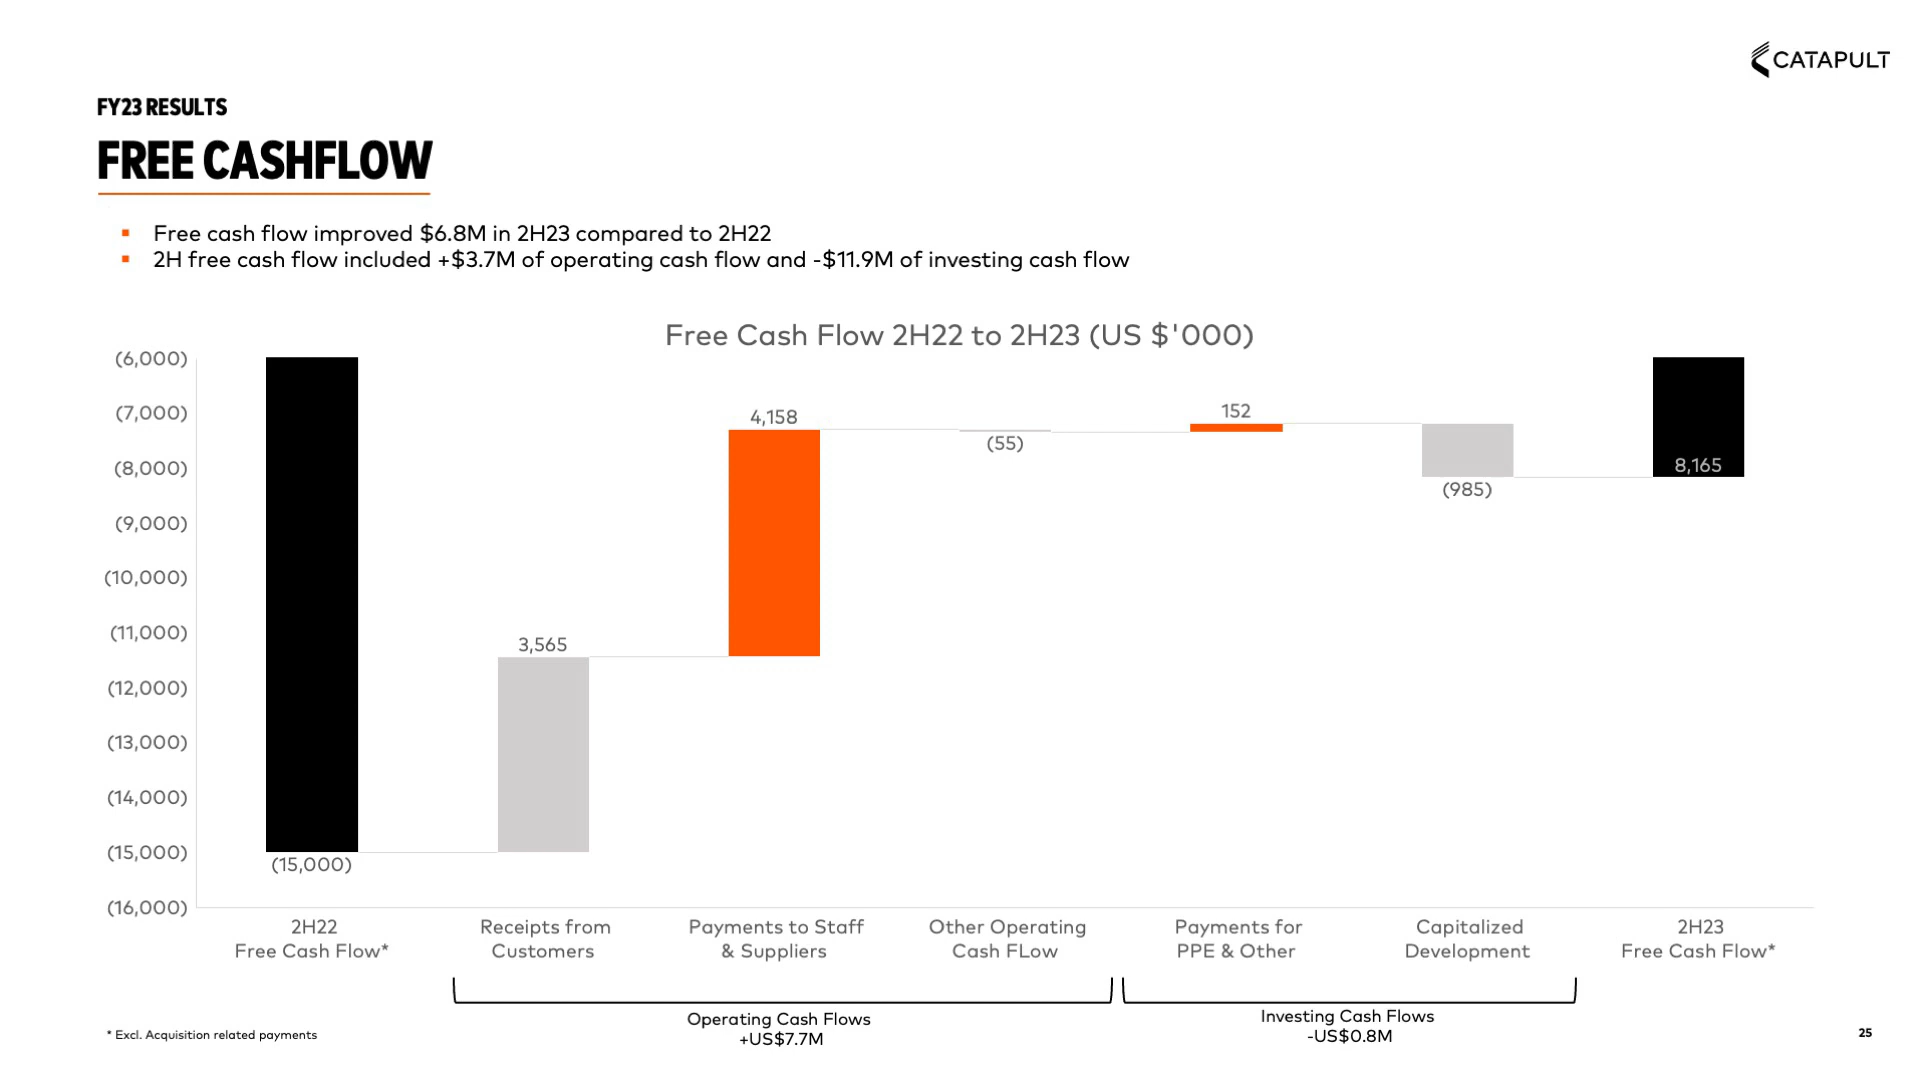 CATAPULT
FY23 RESULTS
FREE CASHFLOW
▪ Free cash flow improved $6.8M in 2H23 compared to 2H22
▪ 2H free cash flow included +$3.7M of operating cash flow and -$11.9M of investing cash flow
Free Cash Flow 2H22 to 2H23 (US $'000)
(6,000)
(7,000)
(8,000)
(9,000)
(10,000)
(11,000)
(12,000)
(13,000)
(14,000)
(15,000)
(16,000)
(15,000)
3,565
4,158
(55)
152
(985)
8,165
2H22
Free Cash Flow*
Receipts from
Customers
Payments to Staff
& Suppliers
Other Operating
Cash FLow
Payments for
PPE & Other
Capitalized
Development
2H23
Free Cash Flow*
Operating Cash Flows
+US$7.7M
Investing Cash Flows
-US$0.8M
* Excl. Acquisition related payments
25